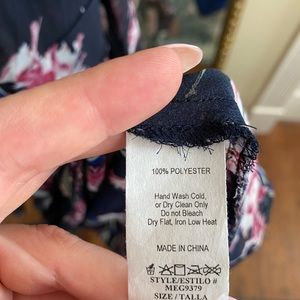 100% POLYESTER
Hand Wash Cold,
or Dry Clean Only
Do not Bleach
Dry Flat, Iron Low Heat
MADE IN CHINA
STYLE/ESTILO #
MEG9379
SIZE / TALLA